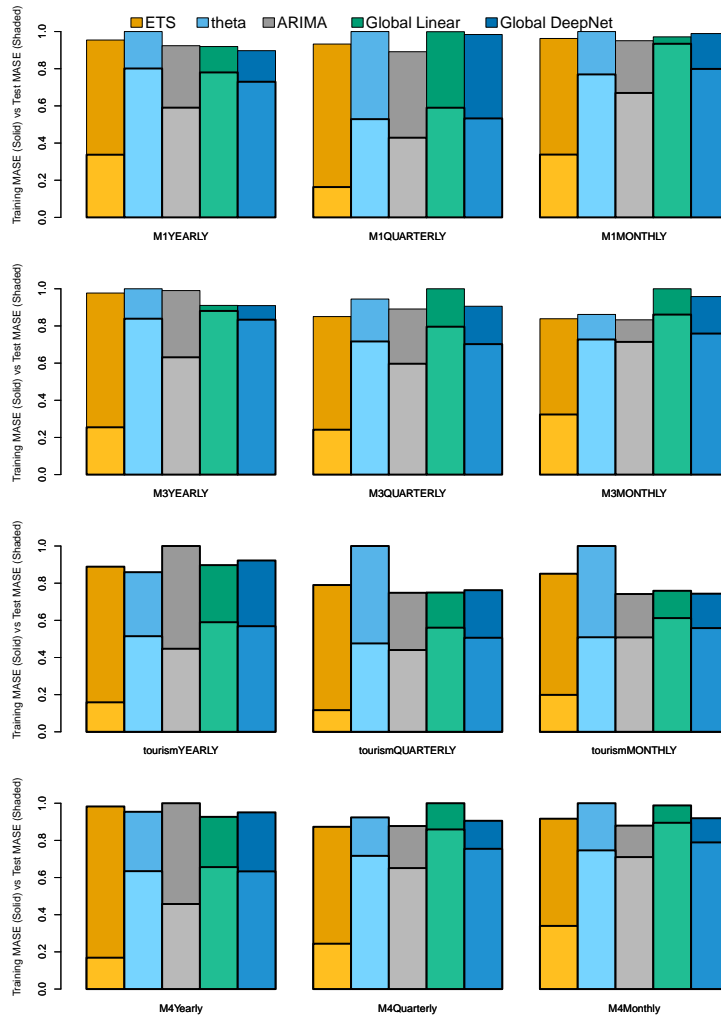 ETS theta ARIMA Global Linear Global DeepNet
Training MASE (Solid) vs Test MASE (Shaded)
0.0 0.2 0.4 0.6 0.8 1.0
M1YEARLY M1QUARTERLY M1MONTHLY
Training MASE (Solid) vs Test MASE (Shaded)
0.0 0.2 0.4 0.6 0.8 1.0
M3YEARLY M3QUARTERLY M3MONTHLY
Training MASE (Solid) vs Test MASE (Shaded)
0.0 0.2 0.4 0.6 0.8 1.0
tourismYEARLY tourismQUARTERLY tourismMONTHLY
Training MASE (Solid) vs Test MASE (Shaded)
0.0 0.2 0.4 0.6 0.8 1.0
M4Yearly M4Quarterly M4Monthly